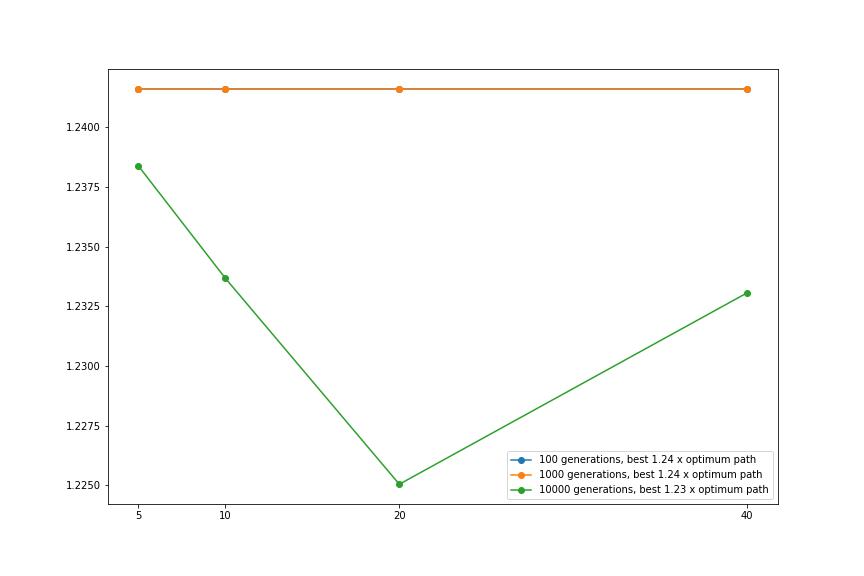 1.2400
1.2375
1.2350
1.2325
1.2300
1.2275
1.2250
5 10 20 40
100 generations, best 1.24 x optimum path
1000 generations, best 1.24 x optimum path
10000 generations, best 1.23 x optimum path